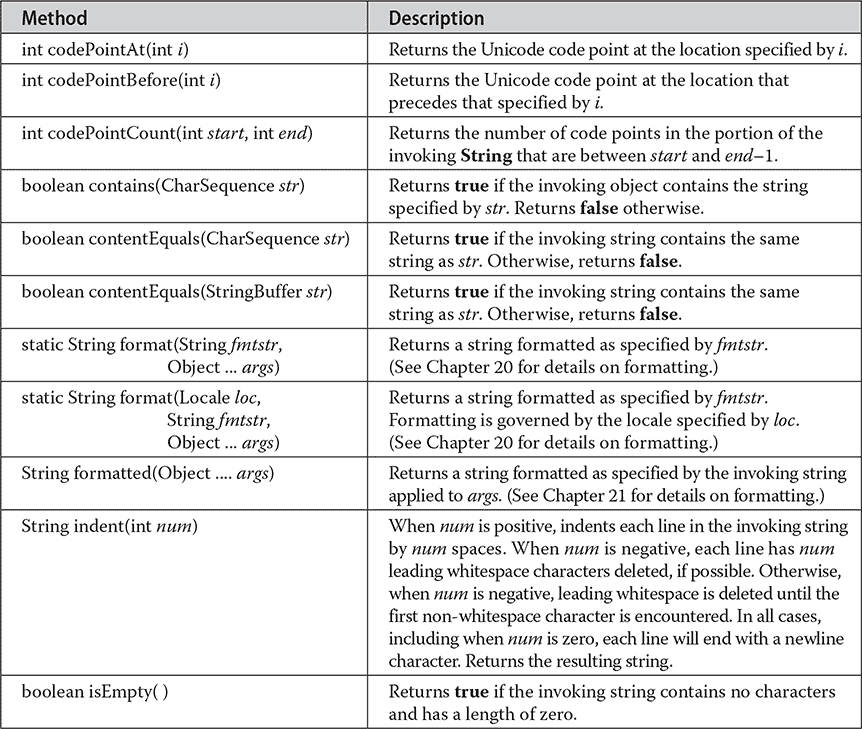 Method Description
int codePointAt(int i) Returns the Unicode code point at the location specified by i.
int codePointBefore(int i) Returns the Unicode code point at the location that
precedes that specified by i.
int codePointCount(int start, int end) Returns the number of code points in the portion of the
invoking String that are between start and end–1.
boolean contains(CharSequence str) Returns true if the invoking object contains the string
specified by str. Returns false otherwise.
boolean contentEquals(CharSequence str) Returns true if the invoking string contains the same
string as str. Otherwise, returns false.
boolean contentEquals(StringBuffer str) Returns true if the invoking string contains the same
string as str. Otherwise, returns false.
static String format(String fmtstr, Returns a string formatted as specified by fmtstr.
Object ... args) (See Chapter 20 for details on formatting.)
static String format(Locale loc, Returns a string formatted as specified by fmtstr.
String fmtstr, Formatting is governed by the locale specified by loc.
Object ... args) (See Chapter 20 for details on formatting.)
String formatted(Object .... args) Returns a string formatted as specified by the invoking string
applied to args. (See Chapter 21 for details on formatting.)
String indent(int num) When num is positive, indents each line in the invoking string
by num spaces. When num is negative, each line has num
leading whitespace characters deleted, if possible. Otherwise,
when num is negative, leading whitespace is deleted until the
first non-whitespace character is encountered. In all cases,
including when num is zero, each line will end with a newline
character. Returns the resulting string.
boolean isEmpty( ) Returns true if the invoking string contains no characters
and has a length of zero.